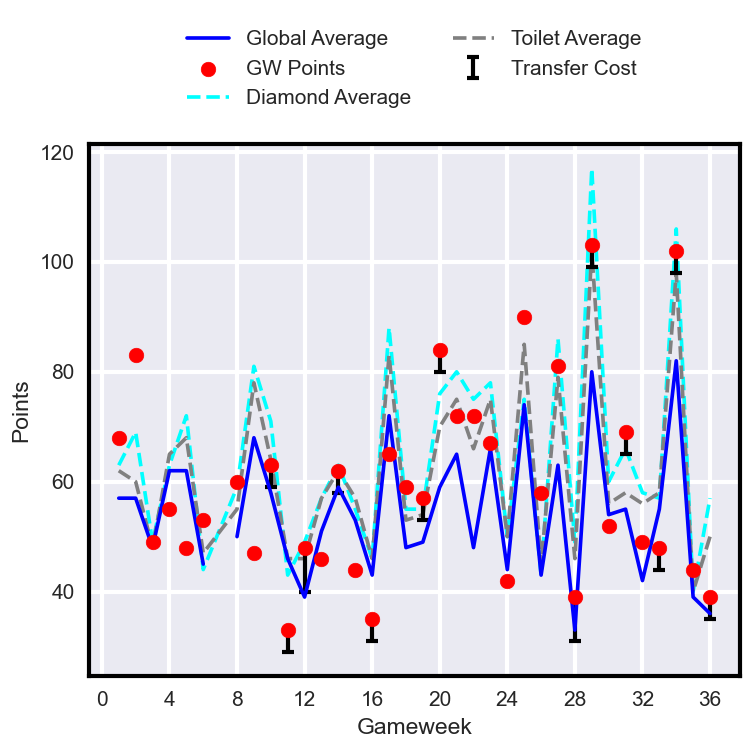 Global Average
GW Points
Diamond Average
Toilet Average
Transfer Cost
120
100
80
60
40
Points
0 4 8 12 16 20 24 28 32 36
Gameweek